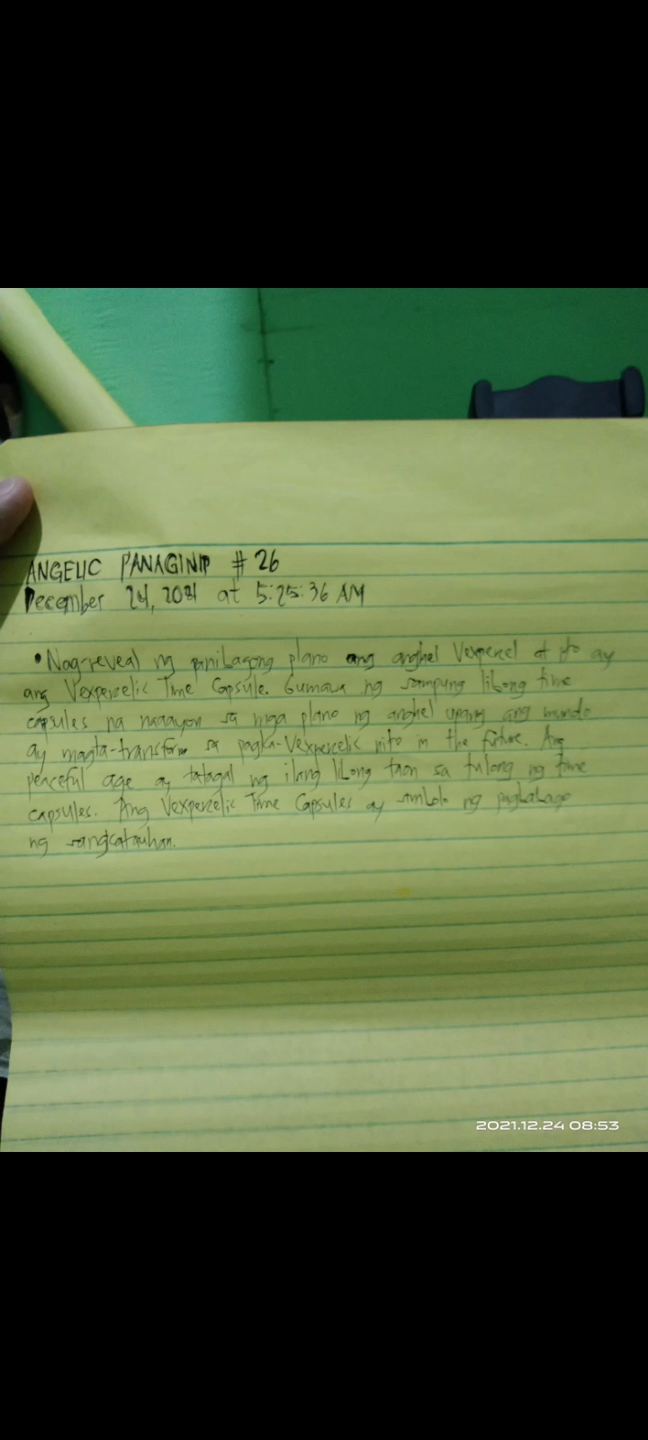 ANGELIC PANAGINIP # 26
December 24, 2021 at 5:25:36 AM
• Nag-reveal ng panibagong plano ang anghel Vexpercel at ito ay
ang Vexpercelic Time Capsule. Gumawa ng sampung libong time
capsules na naaayon sa mga plano ng anghel upang ang mundo
ay magta-transform sa pagka-Vexpercelic nito in the future. Ang
peaceful age ay tatagal ng ilang libong taon sa tulong ng time
capsules. Ang Vexpercelic Time Capsules ay simbolo ng pagbabago
ng sangkatauhan.
2021.12.24 08:53